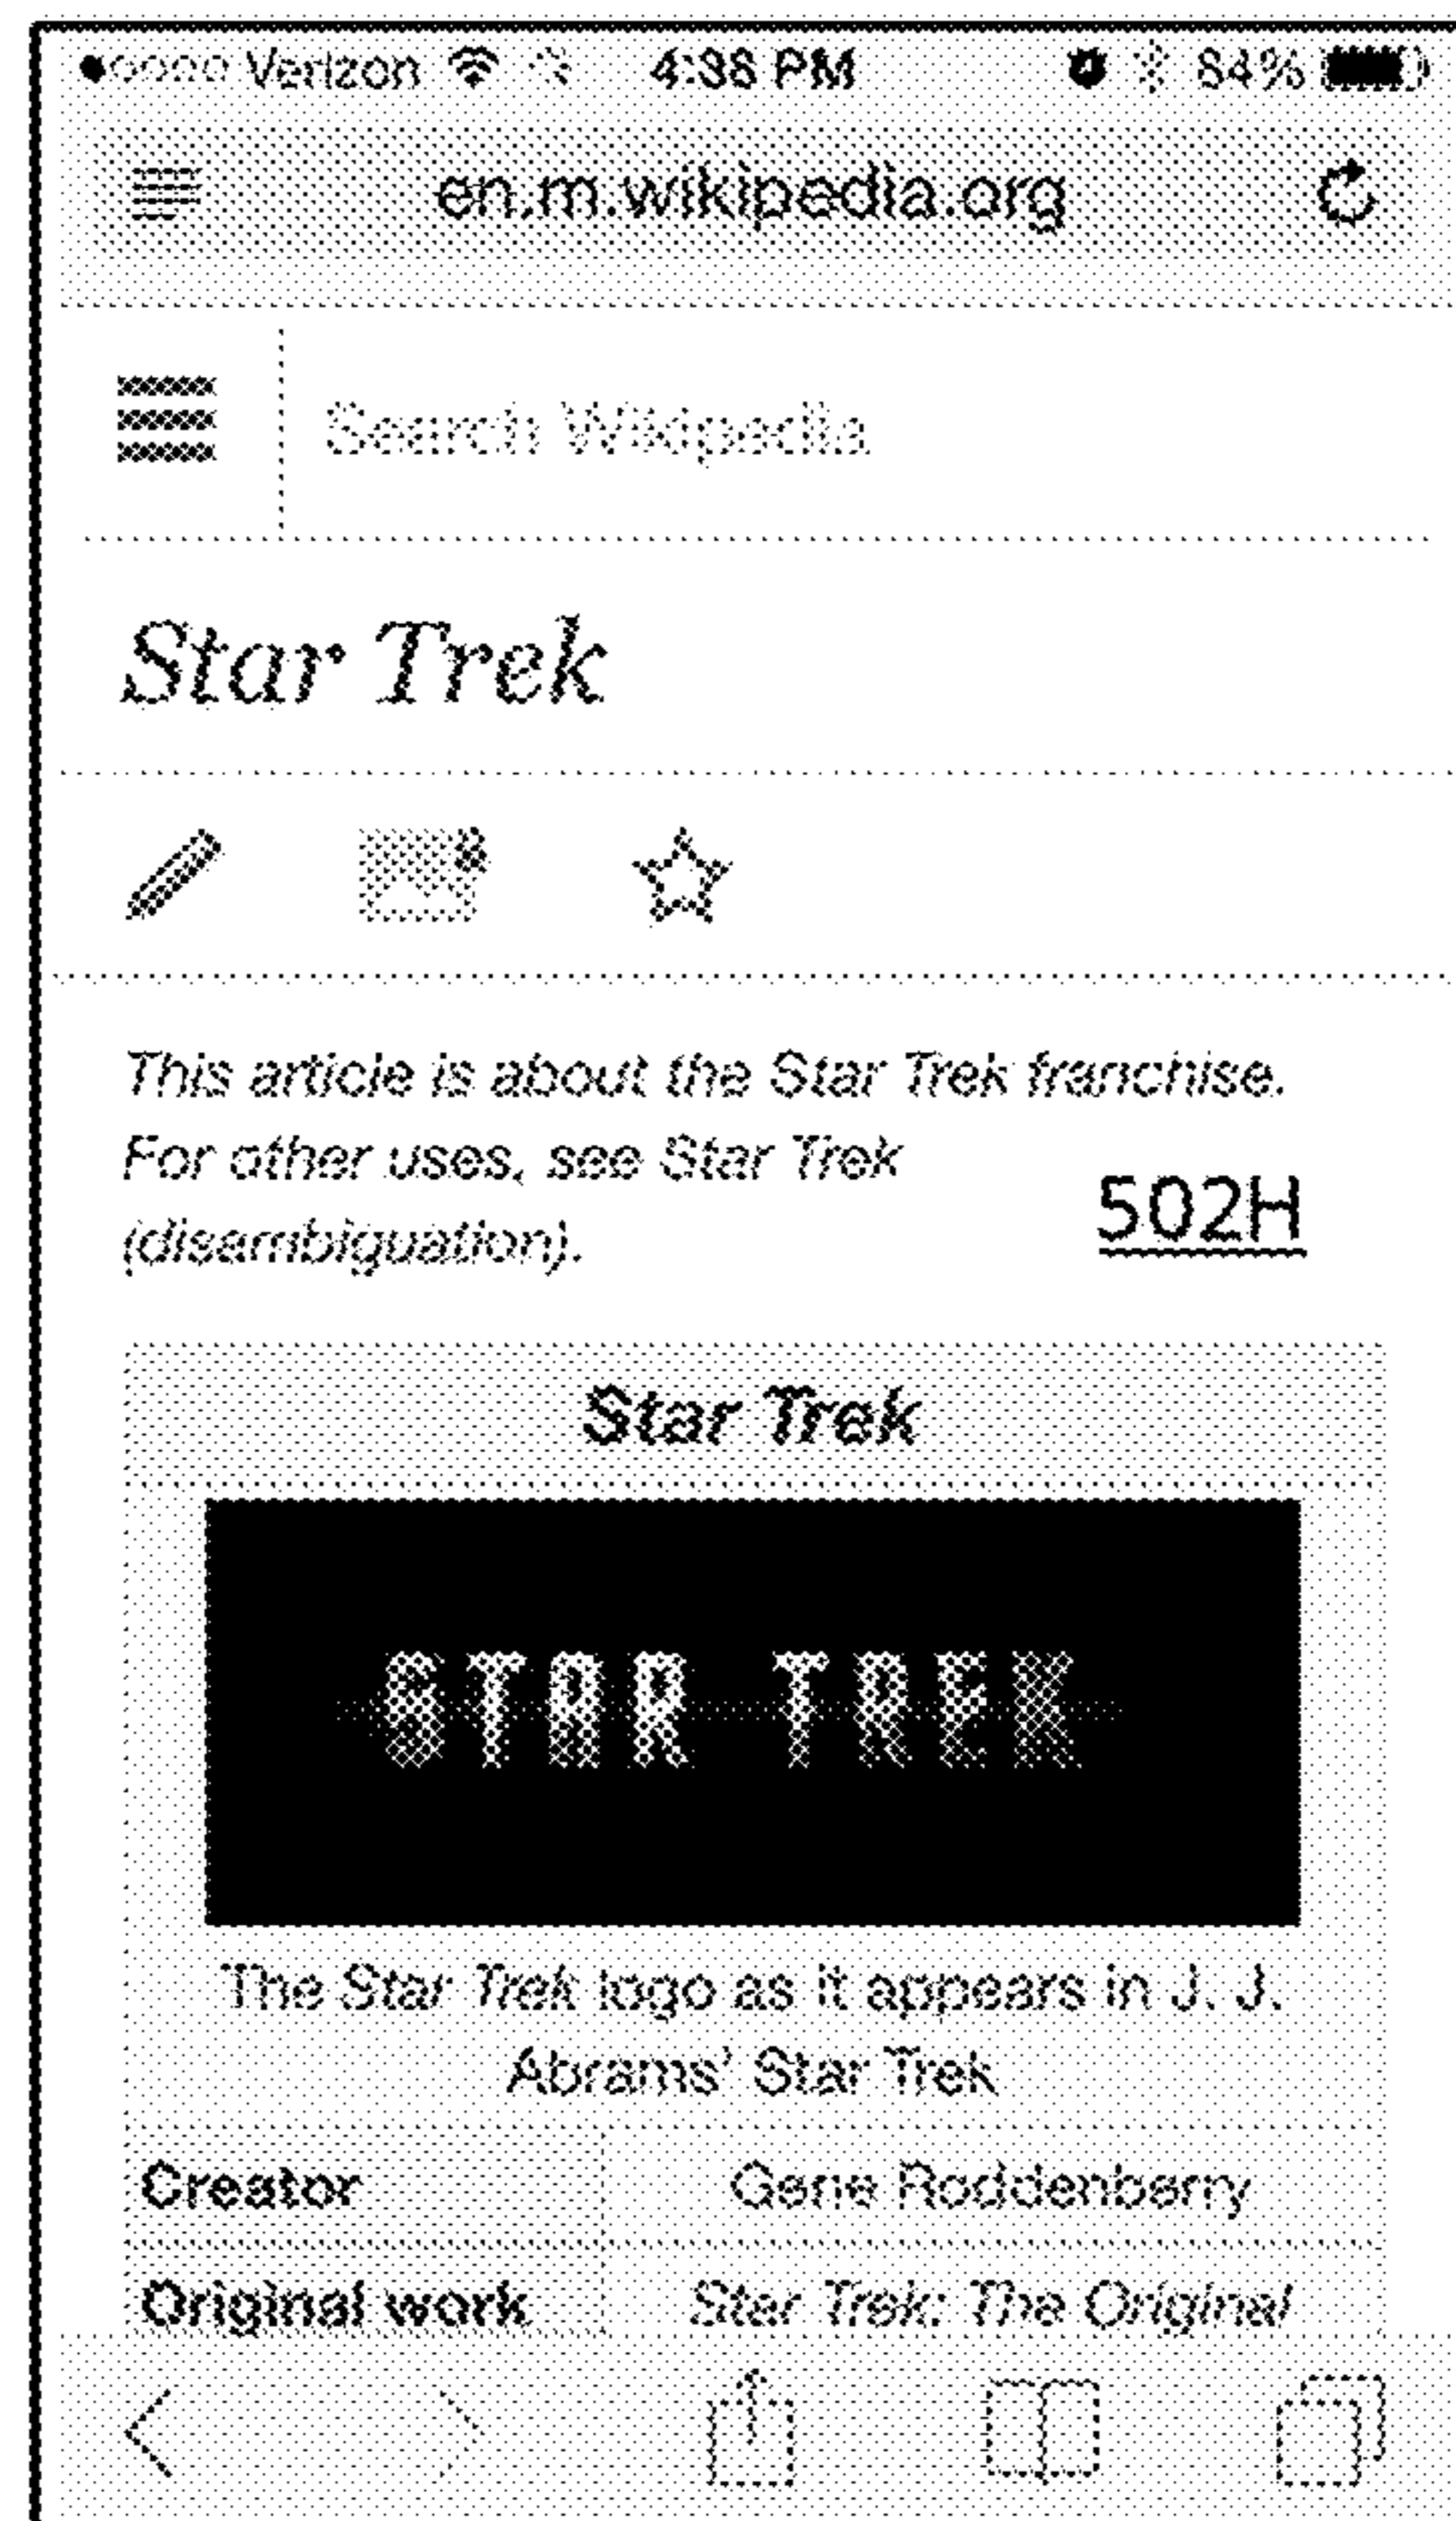 Verizon 4:38 PM 84%
en.m.wikipedia.org
Search Wikipedia
Star Trek
This article is about the Star Trek franchise.
For other uses, see Star Trek
(disambiguation).
502H
Star Trek
STAR TREK
The Star Trek logo as it appears in J. J.
Abrams' Star Trek
Creator Gene Roddenberry
Original work Star Trek: The Original